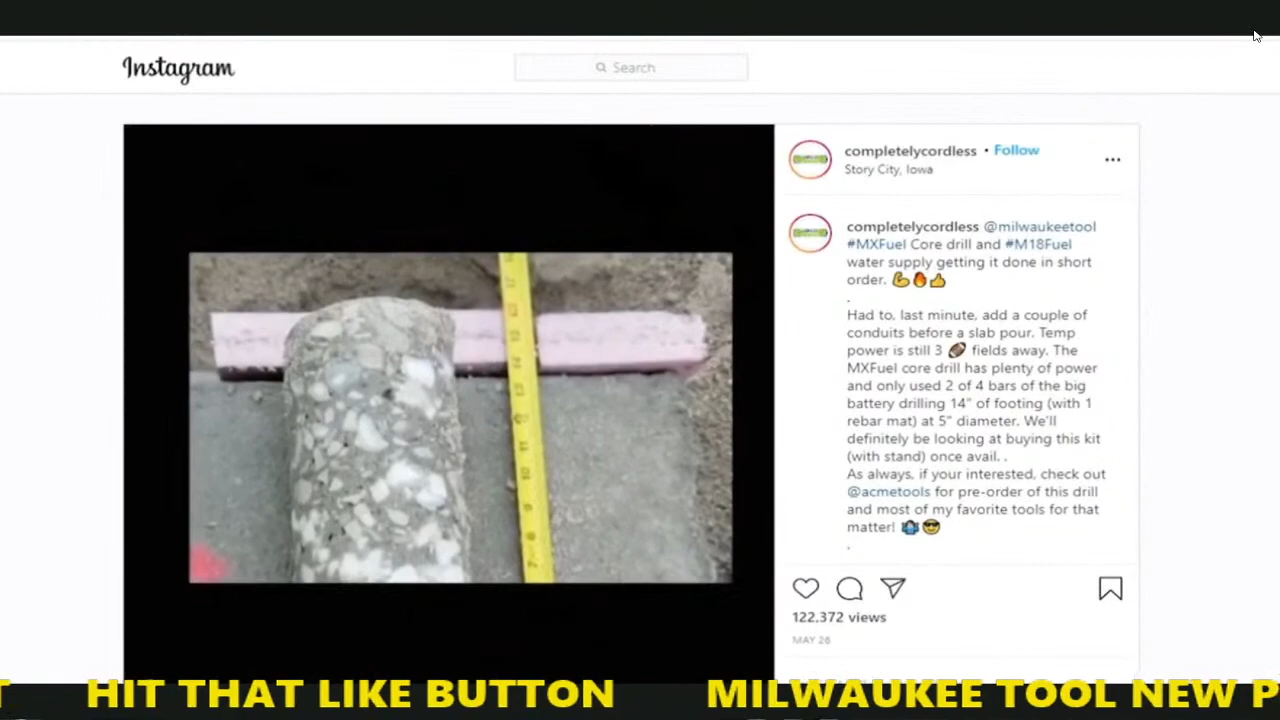 Instagram
Search
completelycordless • Follow
Story City, Iowa
completelycordless @milwaukeetool
#MXFuel Core drill and #M18Fuel
water supply getting it done in short
order. 💪🔥👍
.
Had to, last minute, add a couple of
conduits before a slab pour. Temp
power is still 3 🏈 fields away. The
MXFuel core drill has plenty of power
and only used 2 of 4 bars of the big
battery drilling 14" of footing (with 1
rebar mat) at 5" diameter. We'll
definitely be looking at buying this kit
(with stand) once avail. .
As always, if your interested, check out
@acmetools for pre-order of this drill
and most of my favorite tools for that
matter! 🤷‍♂️😎
.
122,372 views
MAY 26
HIT THAT LIKE BUTTON MILWAUKEE TOOL NEW P